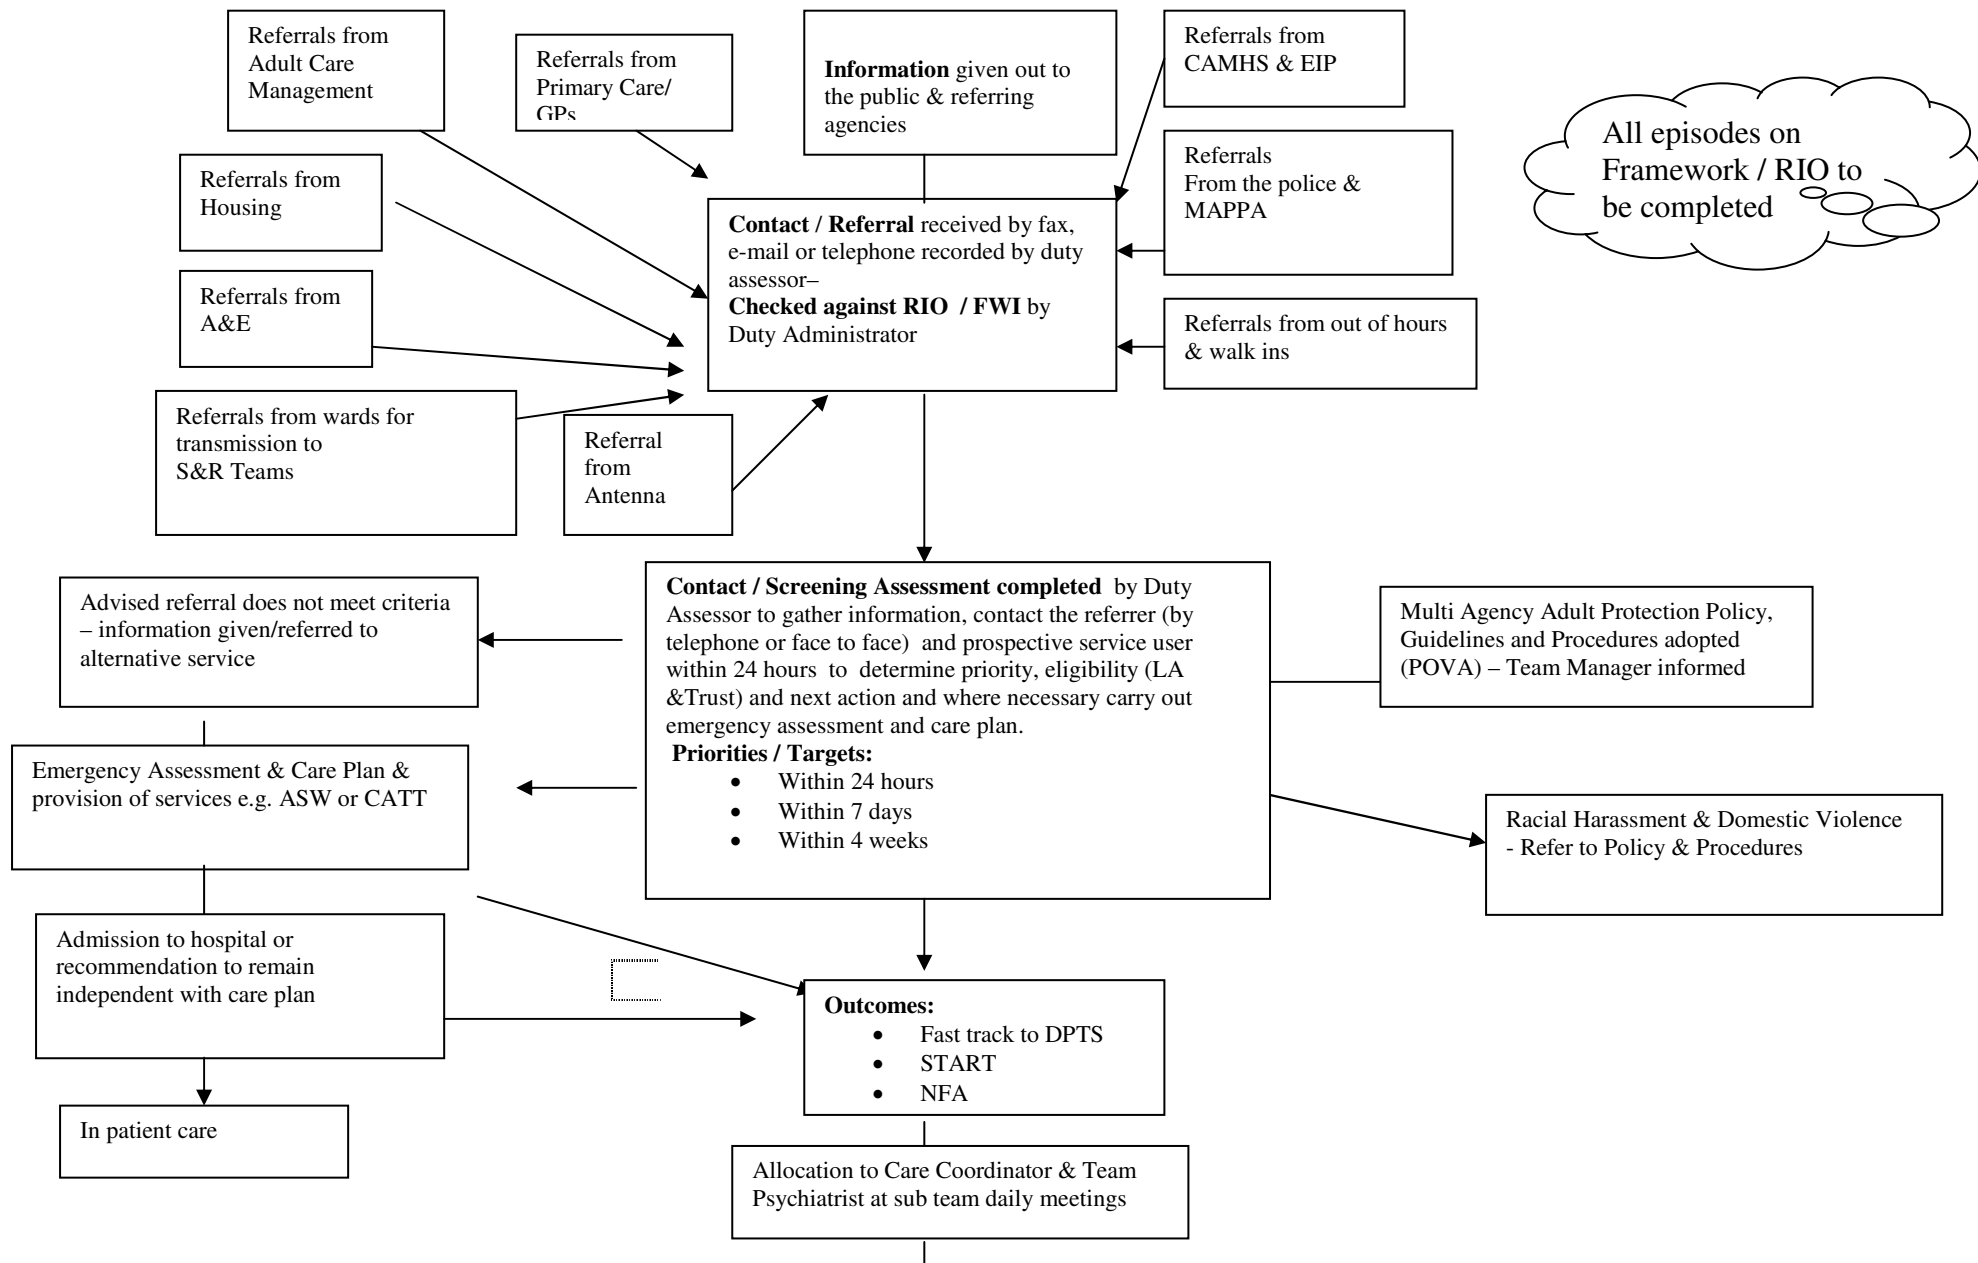 Referrals from
Adult Care
Management
Referrals from
Primary Care/
GPs
Information given out to
the public & referring
agencies
Referrals from
CAMHS & EIP
All episodes on
Framework / RIO to
be completed
Referrals from
Housing
Referrals
From the police &
MAPPA
Contact / Referral received by fax,
e-mail or telephone recorded by duty
assessor–
Checked against RIO  / FWI by
Duty Administrator
Referrals from
A&E
Referrals from out of hours
& walk ins
Referrals from wards for
transmission to
S&R Teams
Referral
from
Antenna
Contact / Screening Assessment completed  by Duty
Assessor to gather information, contact the referrer (by
telephone or face to face)  and prospective service user
within 24 hours  to  determine priority, eligibility (LA
&Trust) and next action and where necessary carry out
emergency assessment and care plan.
Priorities / Targets:
• Within 24 hours
• Within 7 days
• Within 4 weeks
Advised referral does not meet criteria
– information given/referred to
alternative service
Multi Agency Adult Protection Policy,
Guidelines and Procedures adopted
(POVA) – Team Manager informed
Emergency Assessment & Care Plan &
provision of services e.g. ASW or CATT
Racial Harassment & Domestic Violence
- Refer to Policy & Procedures
Admission to hospital or
recommendation to remain
independent with care plan
Outcomes:
• Fast track to DPTS
• START
• NFA
In patient care
Allocation to Care Coordinator & Team
Psychiatrist at sub team daily meetings